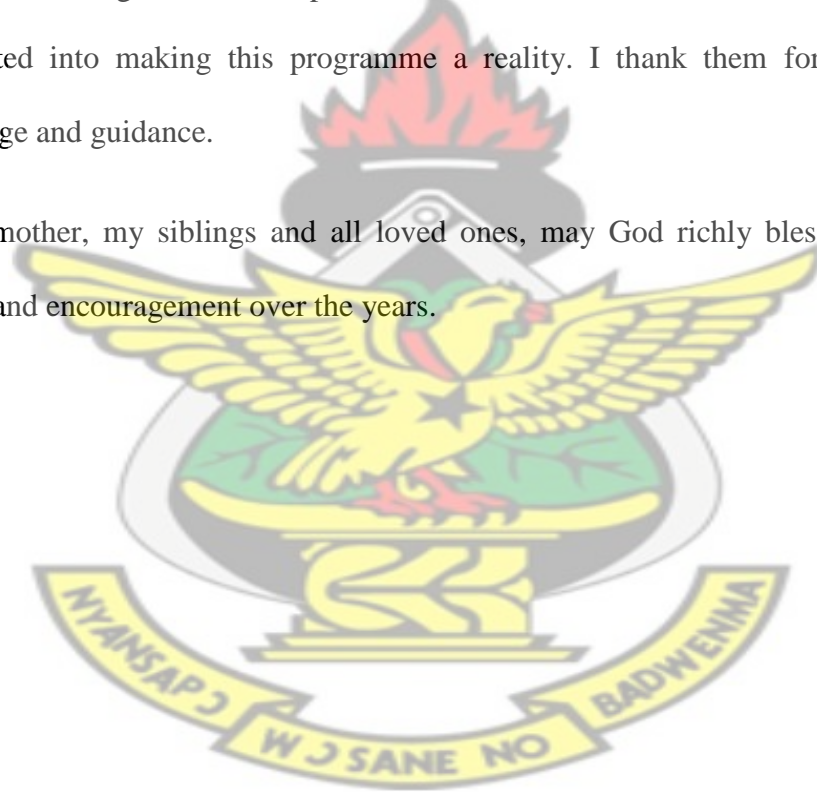 ted into making this programme a reality. I thank them for
ge and guidance.
mother, my siblings and all loved ones, may God richly bles
and encouragement over the years.
NYANSAPƆ WƆSANE NO BADWENMA